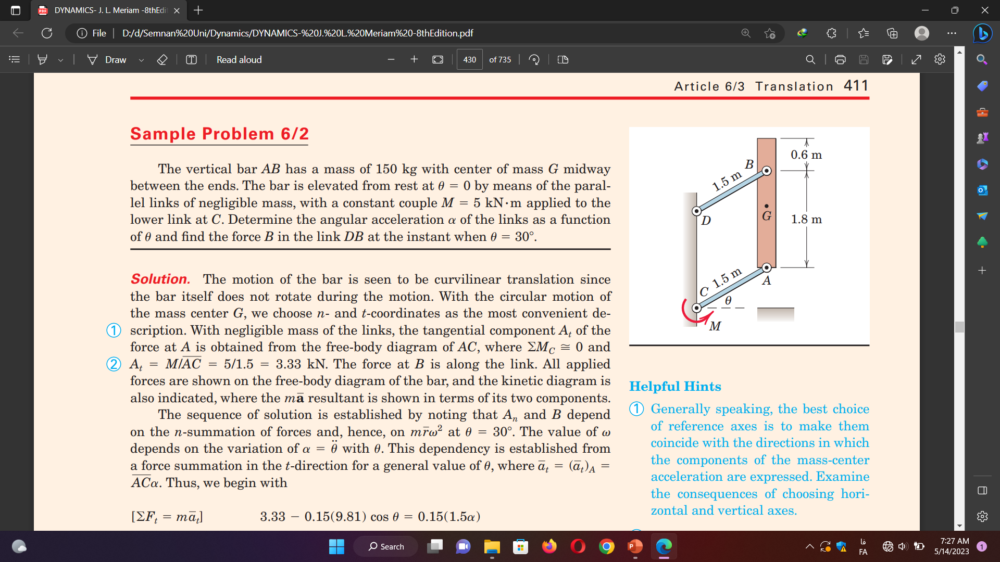 DYNAMICS- J. L. Meriam -8thEdi
File
D:/d/Semnan%20Uni/Dynamics/DYNAMICS-%20J.%20L.%20Meriam%20-8thEdition.pdf
Draw
Read aloud
430 of 735
Article 6/3 Translation 411
Sample Problem 6/2
The vertical bar AB has a mass of 150 kg with center of mass G midway
between the ends. The bar is elevated from rest at θ = 0 by means of the paral-
lel links of negligible mass, with a constant couple M = 5 kN·m applied to the
lower link at C. Determine the angular acceleration α of the links as a function
of θ and find the force B in the link DB at the instant when θ = 30°.
Solution. The motion of the bar is seen to be curvilinear translation since
the bar itself does not rotate during the motion. With the circular motion of
the mass center G, we choose n- and t-coordinates as the most convenient de-
① scription. With negligible mass of the links, the tangential component Aₜ of the
force at A is obtained from the free-body diagram of AC, where ΣM_C ≅ 0 and
② Aₜ = M/A̅C̅ = 5/1.5 = 3.33 kN. The force at B is along the link. All applied
forces are shown on the free-body diagram of the bar, and the kinetic diagram is
also indicated, where the ma̅ resultant is shown in terms of its two components.
The sequence of solution is established by noting that Aₙ and B depend
on the n-summation of forces and, hence, on mr̅ω² at θ = 30°. The value of ω
depends on the variation of α = θ̈ with θ. This dependency is established from
a force summation in the t-direction for a general value of θ, where a̅ₜ = (a̅ₜ)_A =
A̅C̅α. Thus, we begin with
[ΣFₜ = ma̅ₜ] 3.33 − 0.15(9.81) cos θ = 0.15(1.5α)
0.6 m
B
1.5 m
G
1.8 m
D
1.5 m
A
C
θ
M
Helpful Hints
① Generally speaking, the best choice
of reference axes is to make them
coincide with the directions in which
the components of the mass-center
acceleration are expressed. Examine
the consequences of choosing hori-
zontal and vertical axes.
Search
فا
FA
7:27 AM
5/14/2023
1